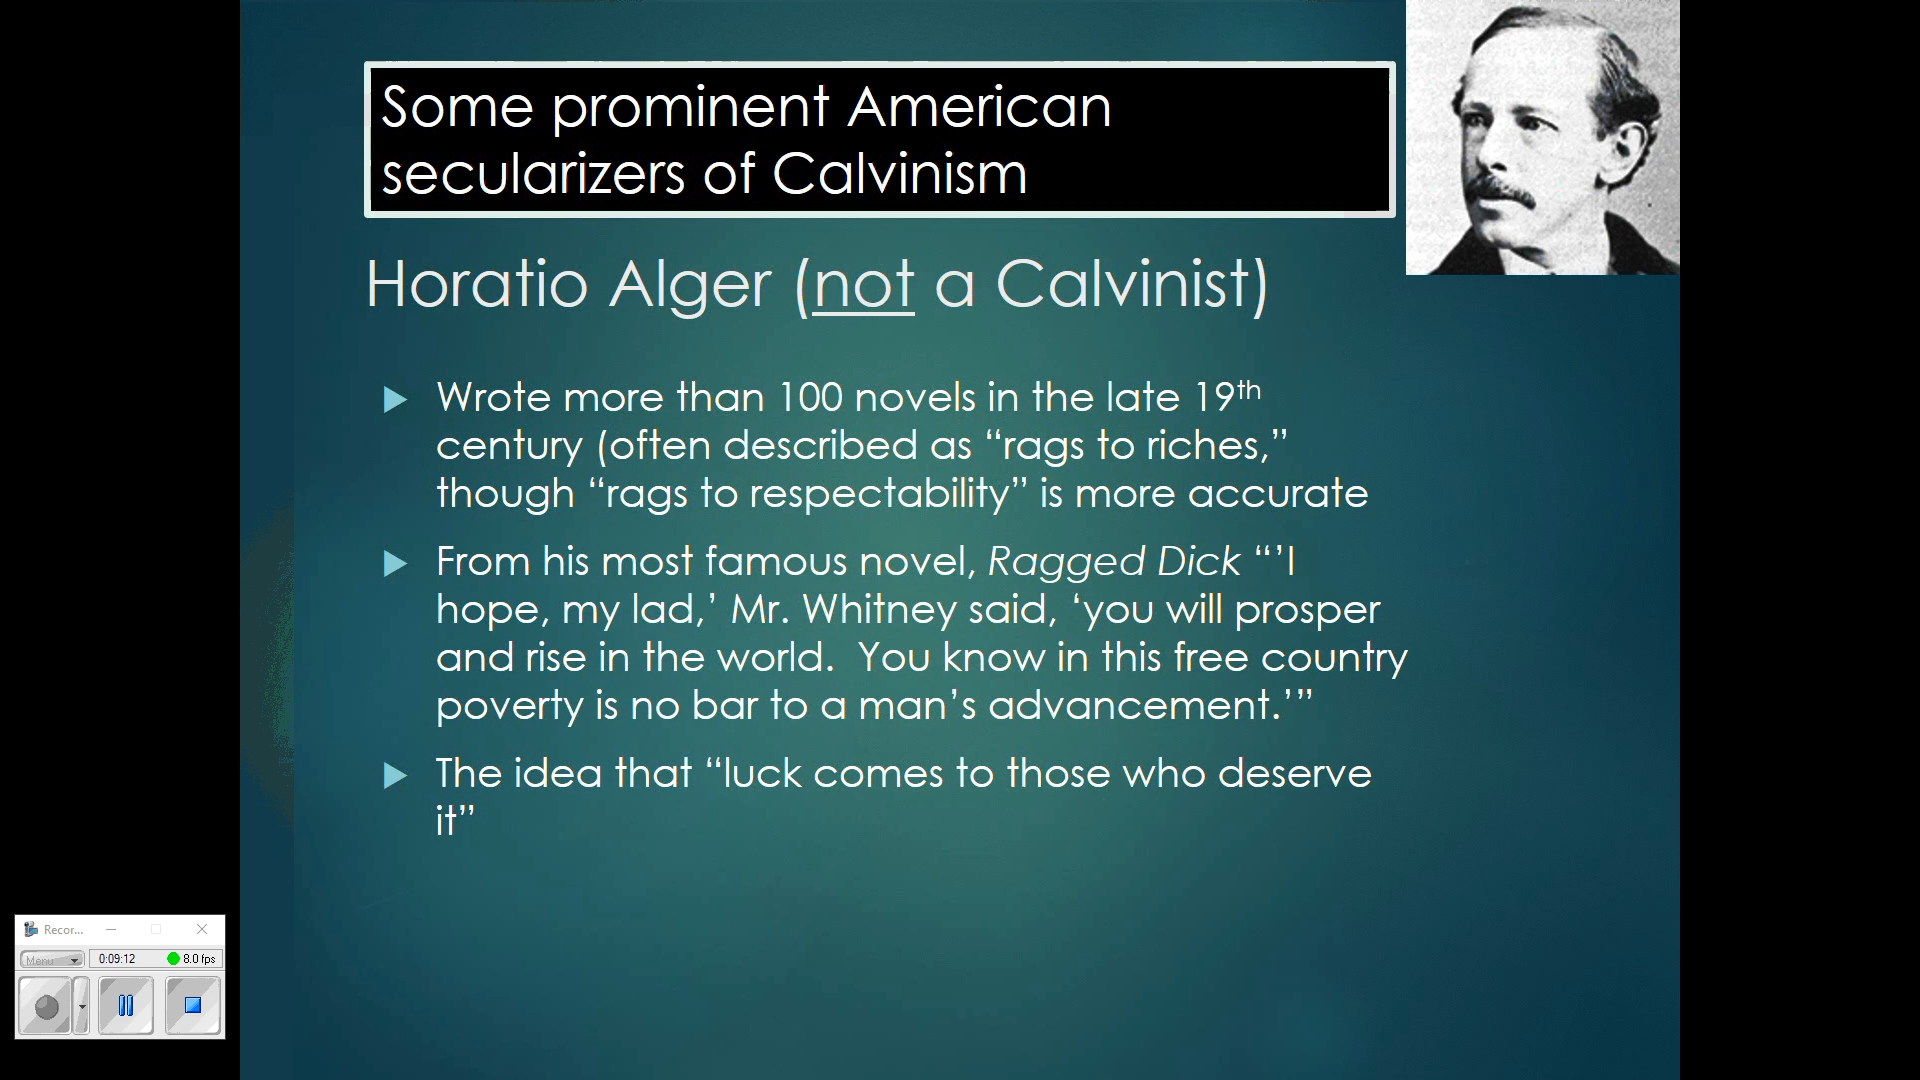 Some prominent American
secularizers of Calvinism
Horatio Alger (not a Calvinist)
Wrote more than 100 novels in the late 19th
century (often described as “rags to riches,”
though “rags to respectability” is more accurate
From his most famous novel, Ragged Dick “’I
hope, my lad,’ Mr. Whitney said, ‘you will prosper
and rise in the world.  You know in this free country
poverty is no bar to a man’s advancement.’”
The idea that “luck comes to those who deserve
it”
Recor...
Menu 0:09:12 8.0 fps